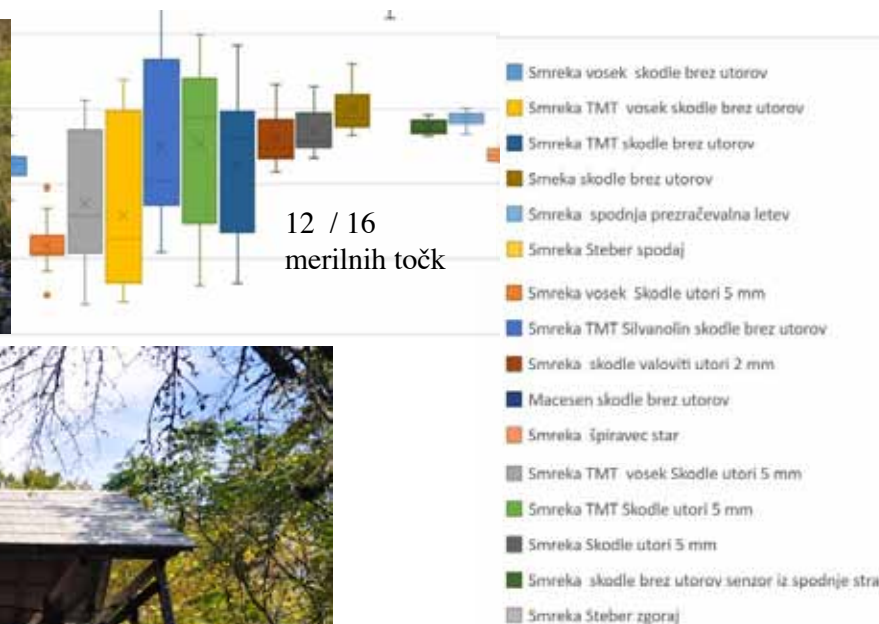 12 / 16
merilnih točk
Smreka vosek skodle brez utorov
Smreka TMT vosek skodle brez utorov
Smreka TMT skodle brez utorov
Smeka skodle brez utorov
Smreka spodnja prezračevalna letev
Smreka Steber spodaj
Smreka vosek Skodle utori 5 mm
Smreka TMT Silvanolin skodle brez utorov
Smreka skodle valoviti utori 2 mm
Macesen skodle brez utorov
Smreka špiravec star
Smreka TMT vosek Skodle utori 5 mm
Smreka TMT Skodle utori 5 mm
Smreka Skodle utori 5 mm
Smreka skodle brez utorov senzor iz spodnje stra
Smreka Steber zgoraj